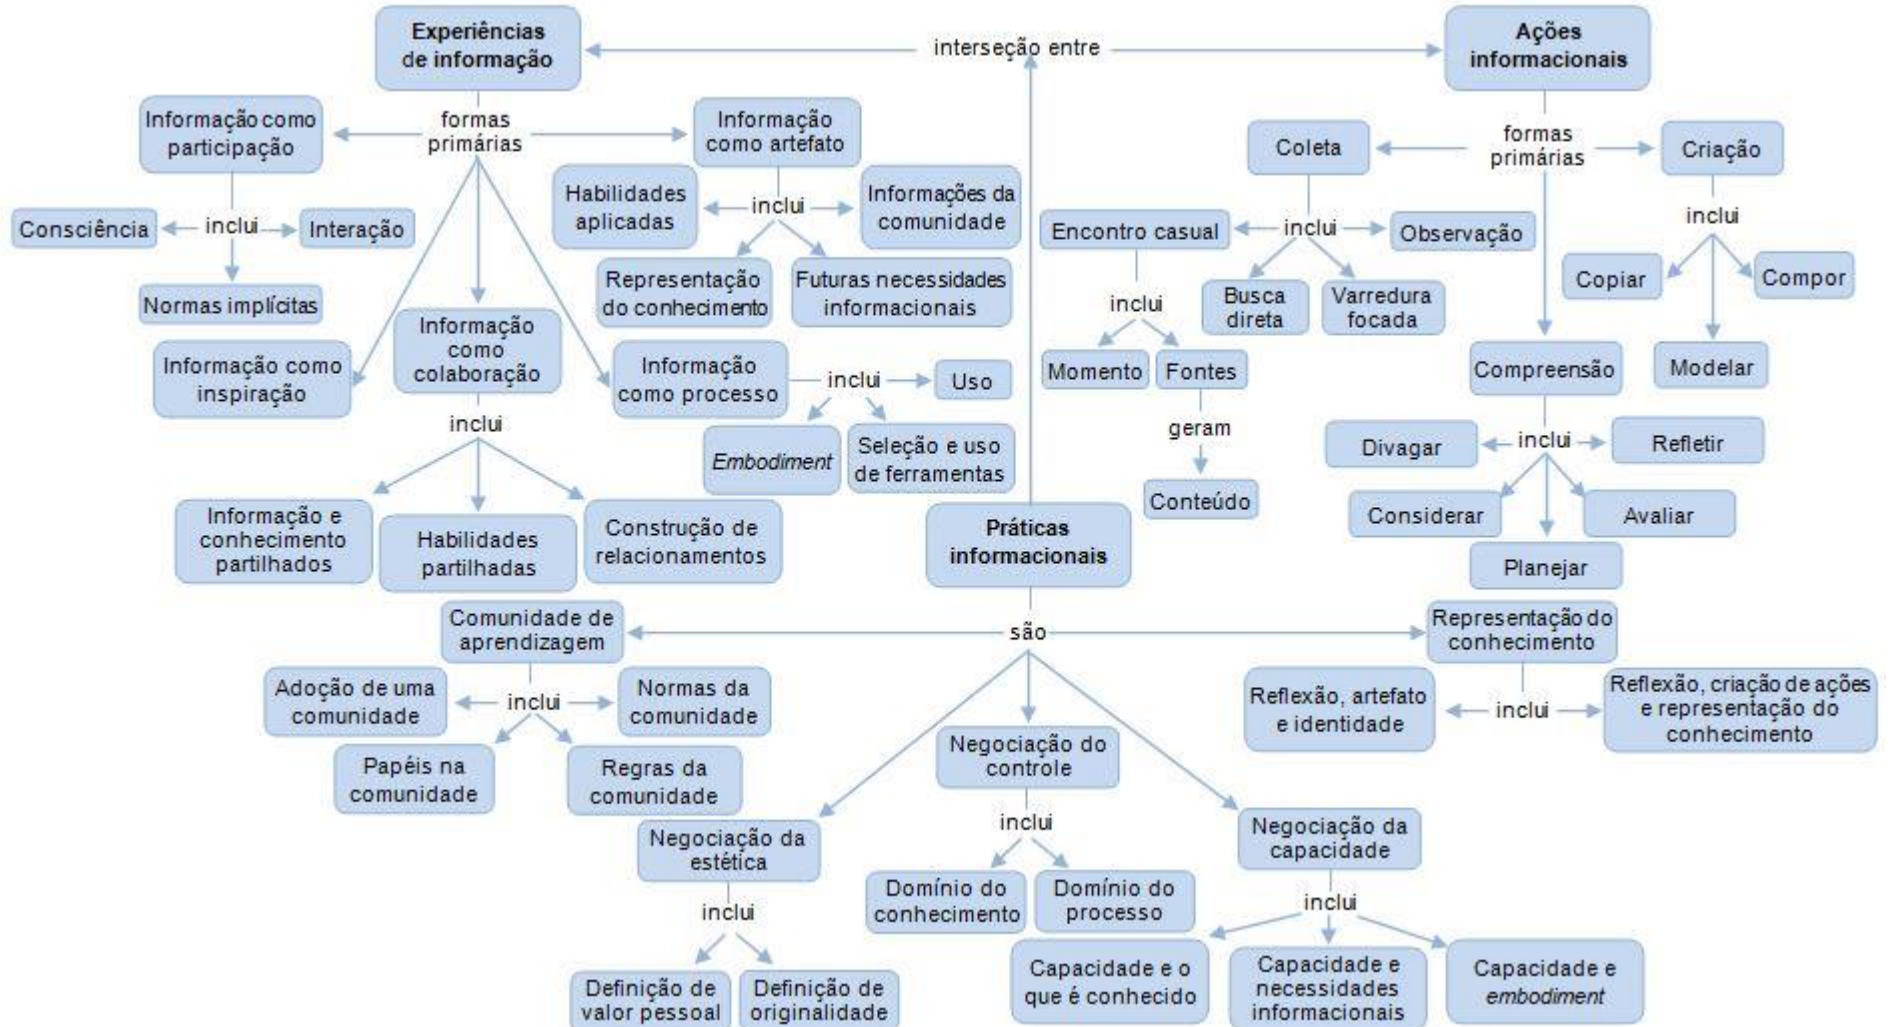 Experiências
de informação
interseção entre
Ações
informacionais
formas
primárias
Informação como
participação
inclui
Consciência
Interação
Normas implícitas
Informação
como artefato
inclui
Habilidades
aplicadas
Informações da
comunidade
Representação
do conhecimento
Futuras necessidades
informacionais
Informação como
inspiração
Informação
como
colaboração
inclui
Informação e
conhecimento
partilhados
Habilidades
partilhadas
Construção de
relacionamentos
Informação
como processo
inclui
Uso
Embodiment
Seleção e uso
de ferramentas
formas
primárias
Coleta
inclui
Encontro casual
Observação
Busca
direta
Varredura
focada
inclui
Momento
Fontes
geram
Conteúdo
Criação
inclui
Copiar
Compor
Modelar
Compreensão
inclui
Divagar
Refletir
Considerar
Avaliar
Planejar
Práticas
informacionais
são
Comunidade de
aprendizagem
inclui
Adoção de uma
comunidade
Normas da
comunidade
Papéis na
comunidade
Regras da
comunidade
Representação do
conhecimento
inclui
Reflexão, artefato
e identidade
Reflexão, criação de ações
e representação do
conhecimento
Negociação da
estética
inclui
Definição de
valor pessoal
Definição de
originalidade
Negociação do
controle
inclui
Domínio do
conhecimento
Domínio do
processo
Negociação da
capacidade
inclui
Capacidade e o
que é conhecido
Capacidade e
necessidades
informacionais
Capacidade e
embodiment